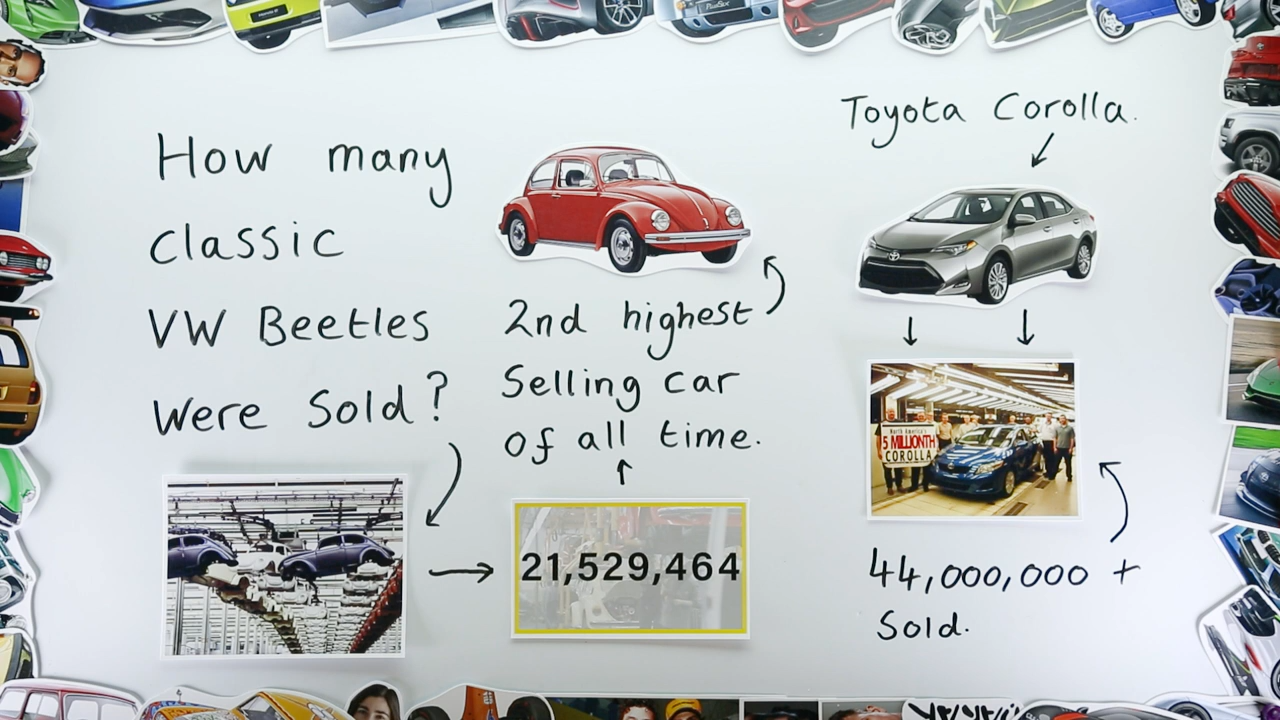 How many
classic
VW Beetles
were Sold?
2nd highest
Selling car
of all time.
21,529,464
Toyota Corolla.
North America's
5 MILLIONTH
COROLLA
44,000,000 +
Sold.